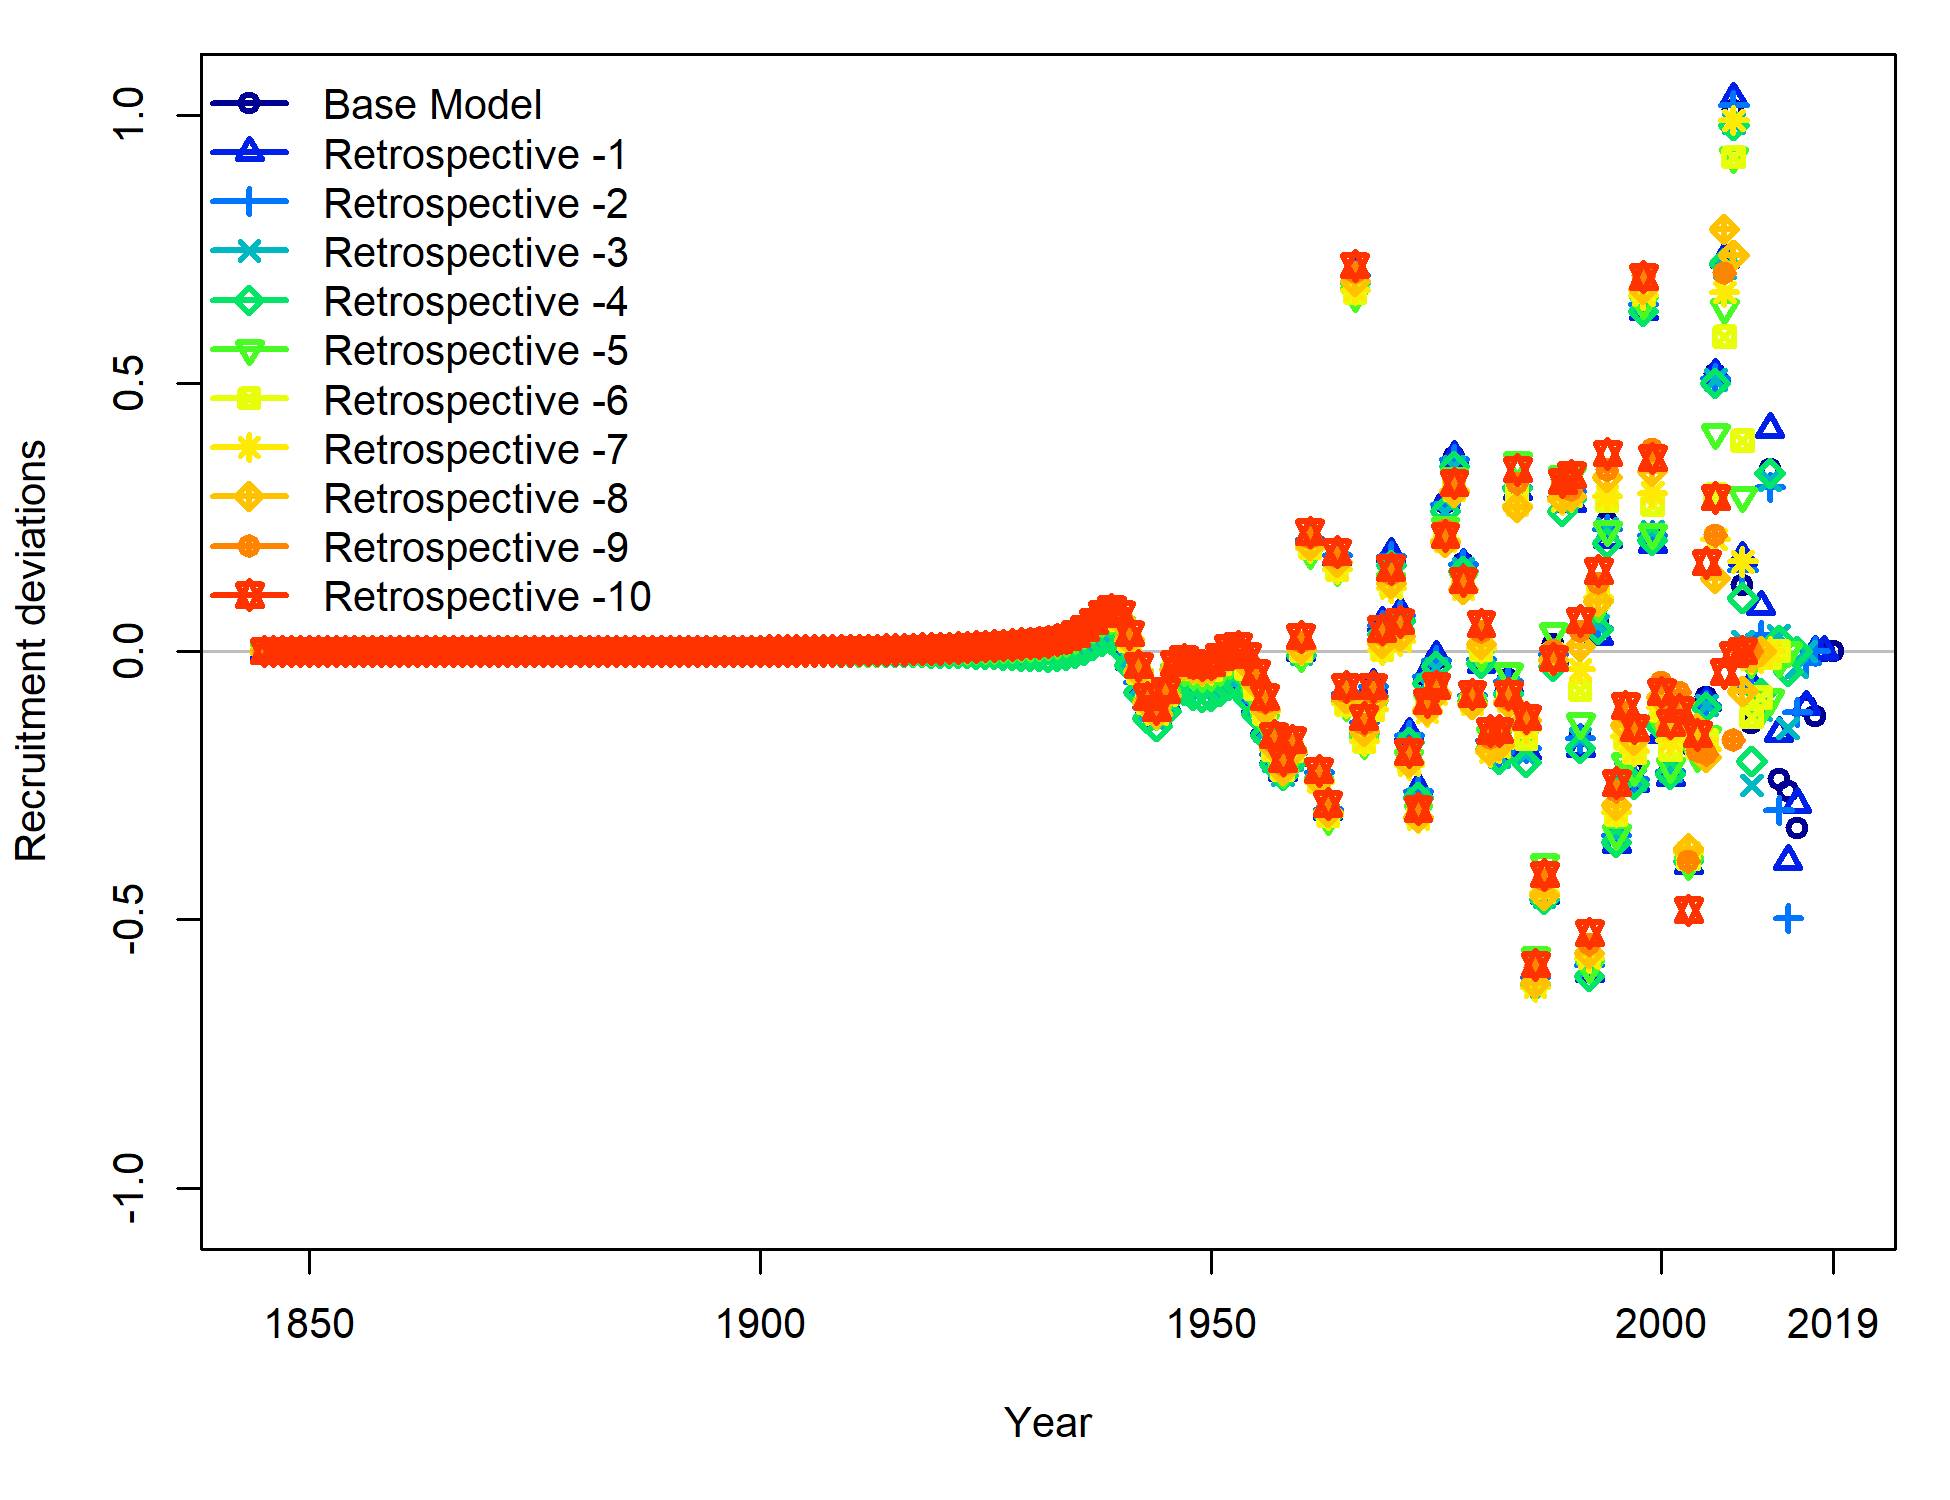 Base Model
Retrospective -1
Retrospective -2
Retrospective -3
Retrospective -4
Retrospective -5
Retrospective -6
Retrospective -7
Retrospective -8
Retrospective -9
Retrospective -10
Recruitment deviations
1.0
0.5
0.0
-0.5
-1.0
1850 1900 1950 2000 2019
Year